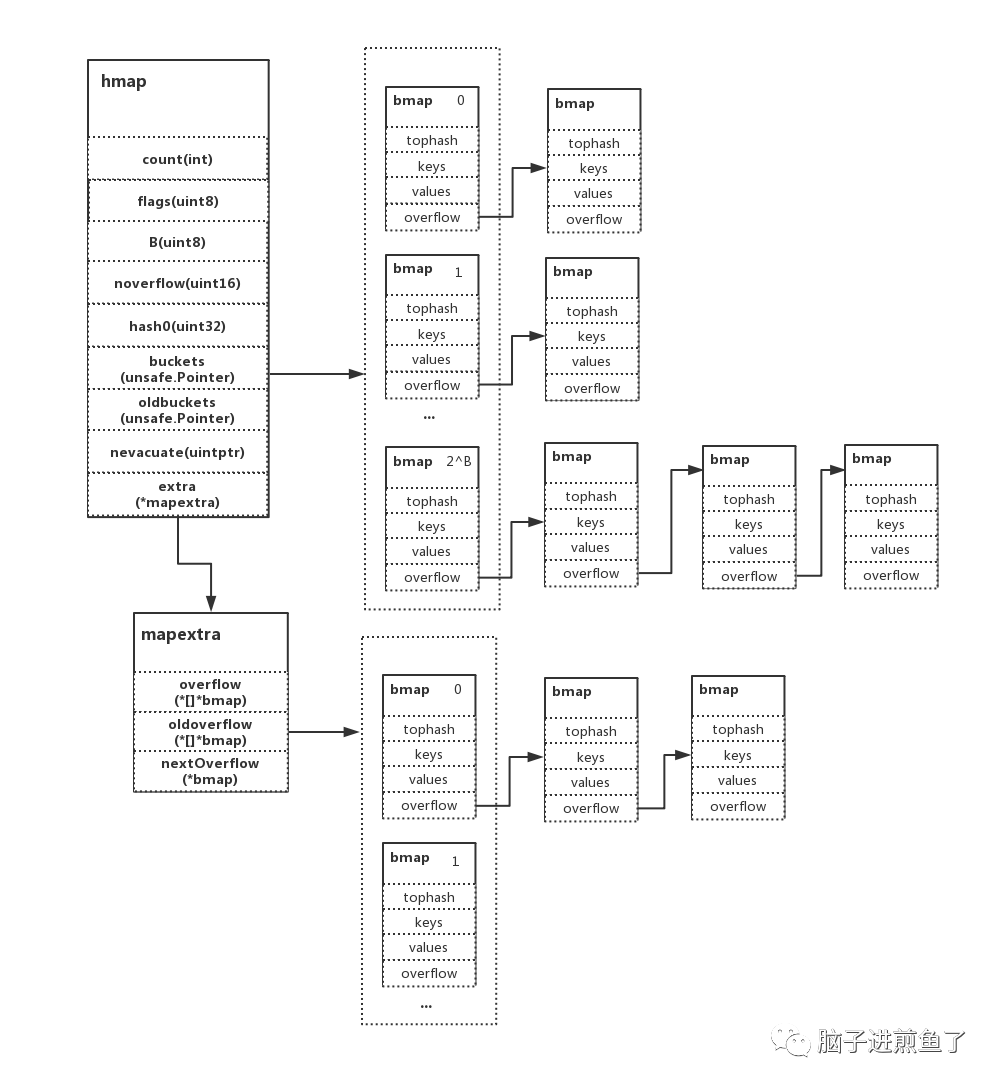 hmap
count(int)
flags(uint8)
B(uint8)
noverflow(uint16)
hash0(uint32)
buckets
(unsafe.Pointer)
oldbuckets
(unsafe.Pointer)
nevacuate(uintptr)
extra
(*mapextra)
bmap 0
tophash
keys
values
overflow
bmap
tophash
keys
values
overflow
bmap 1
tophash
keys
values
overflow
bmap
tophash
keys
values
overflow
...
bmap 2^B
tophash
keys
values
overflow
bmap
tophash
keys
values
overflow
bmap
tophash
keys
values
overflow
bmap
tophash
keys
values
overflow
mapextra
overflow
(*[]*bmap)
oldoverflow
(*[]*bmap)
nextOverflow
(*bmap)
bmap 0
tophash
keys
values
overflow
bmap
tophash
keys
values
overflow
bmap
tophash
keys
values
overflow
bmap 1
tophash
keys
values
overflow
...
脑子进煎鱼了